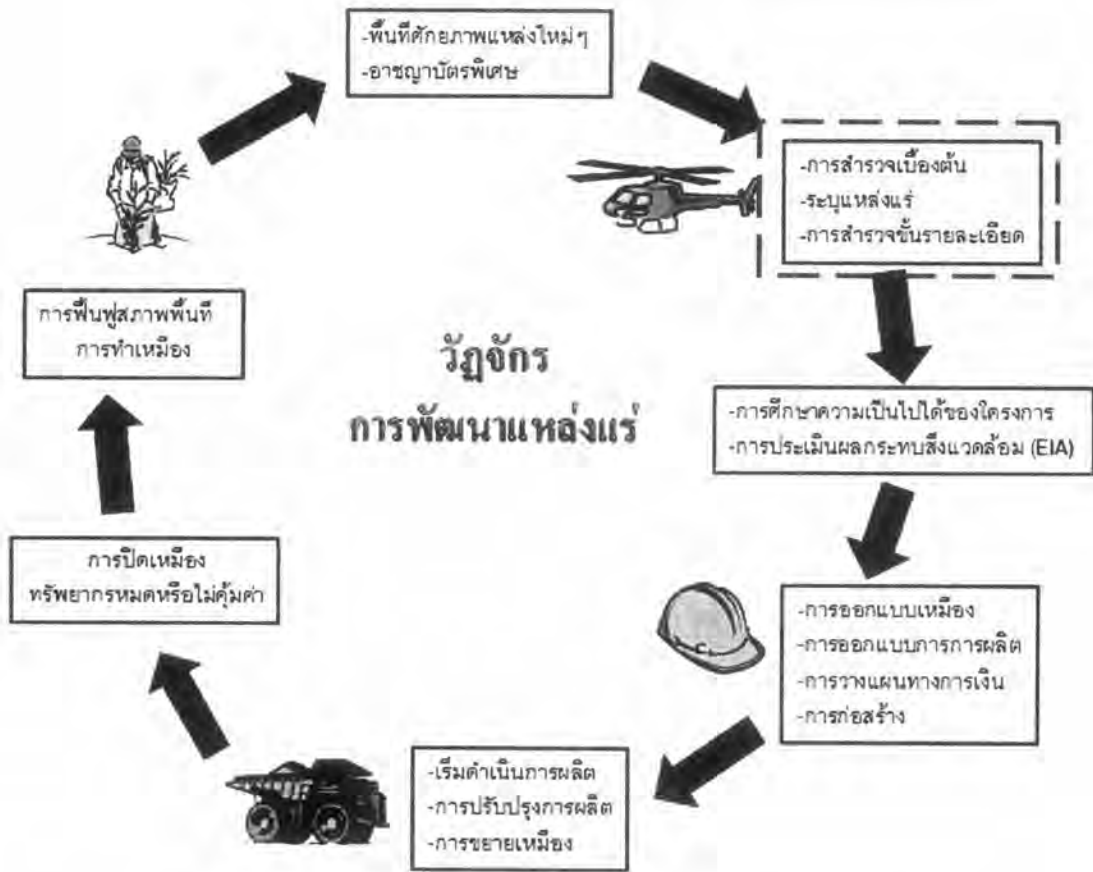 -พื้นที่ศักยภาพแหล่งใหม่ๆ
-อาชญาบัตรพิเศษ
-การสำรวจเบื้องต้น
-ระบุแหล่งแร่
-การสำรวจขั้นรายละเอียด
-การศึกษาความเป็นไปได้ของโครงการ
-การประเมินผลกระทบสิ่งแวดล้อม (EIA)
-การออกแบบเหมือง
-การออกแบบการการผลิต
-การวางแผนทางการเงิน
-การก่อสร้าง
-เริ่มดำเนินการผลิต
-การปรับปรุงการผลิต
-การขยายเหมือง
การปิดเหมือง
ทรัพยากรหมดหรือไม่คุ้มค่า
การฟื้นฟูสภาพพื้นที่
การทำเหมือง
วัฏจักร
การพัฒนาแหล่งแร่